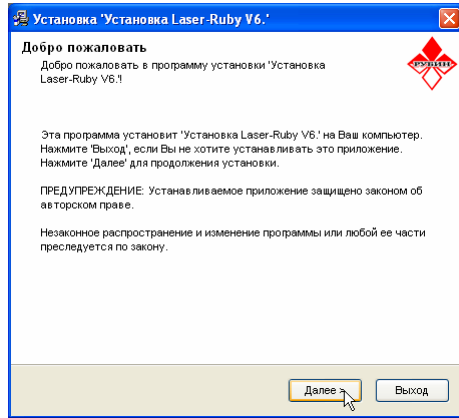 Установка 'Установка Laser-Ruby V6.'
Добро пожаловать
Добро пожаловать в программу установки 'Установка
Laser-Ruby V6.'!
РУБИН
Эта программа установит 'Установка Laser-Ruby V6.' на Ваш компьютер.
Нажмите 'Выход', если Вы не хотите устанавливать это приложение.
Нажмите 'Далее' для продолжения установки.
ПРЕДУПРЕЖДЕНИЕ: Устанавливаемое приложение защищено законом об
авторском праве.
Незаконное распространение и изменение программы или любой ее части
преследуется по закону.
Далее >
Выход